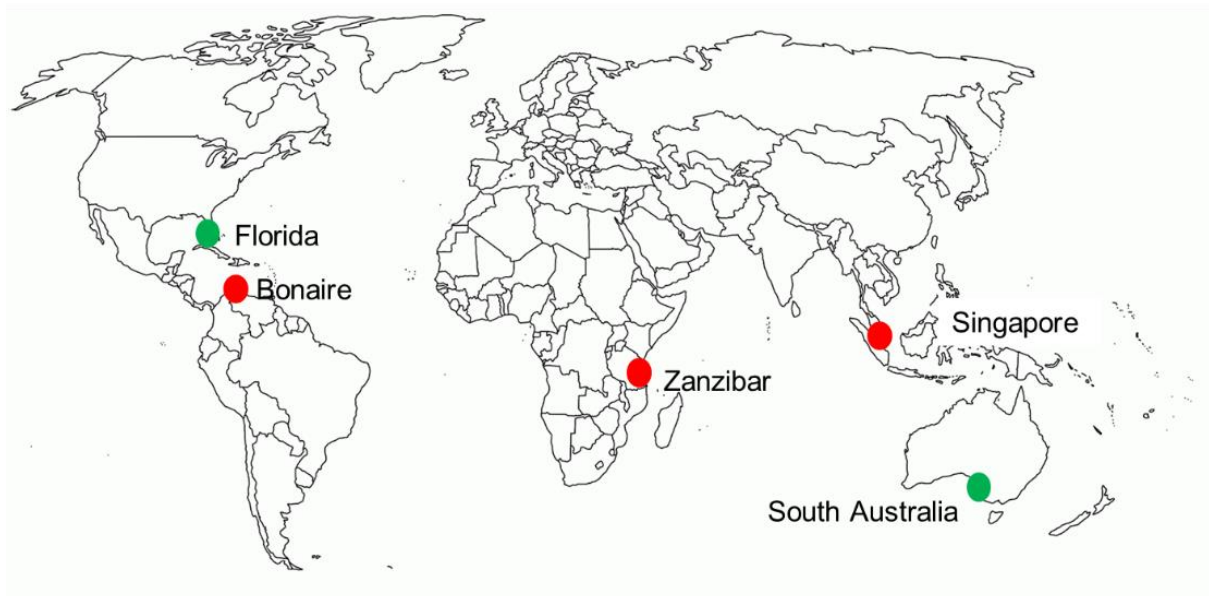 Florida
Bonaire
Singapore
Zanzibar
South Australia